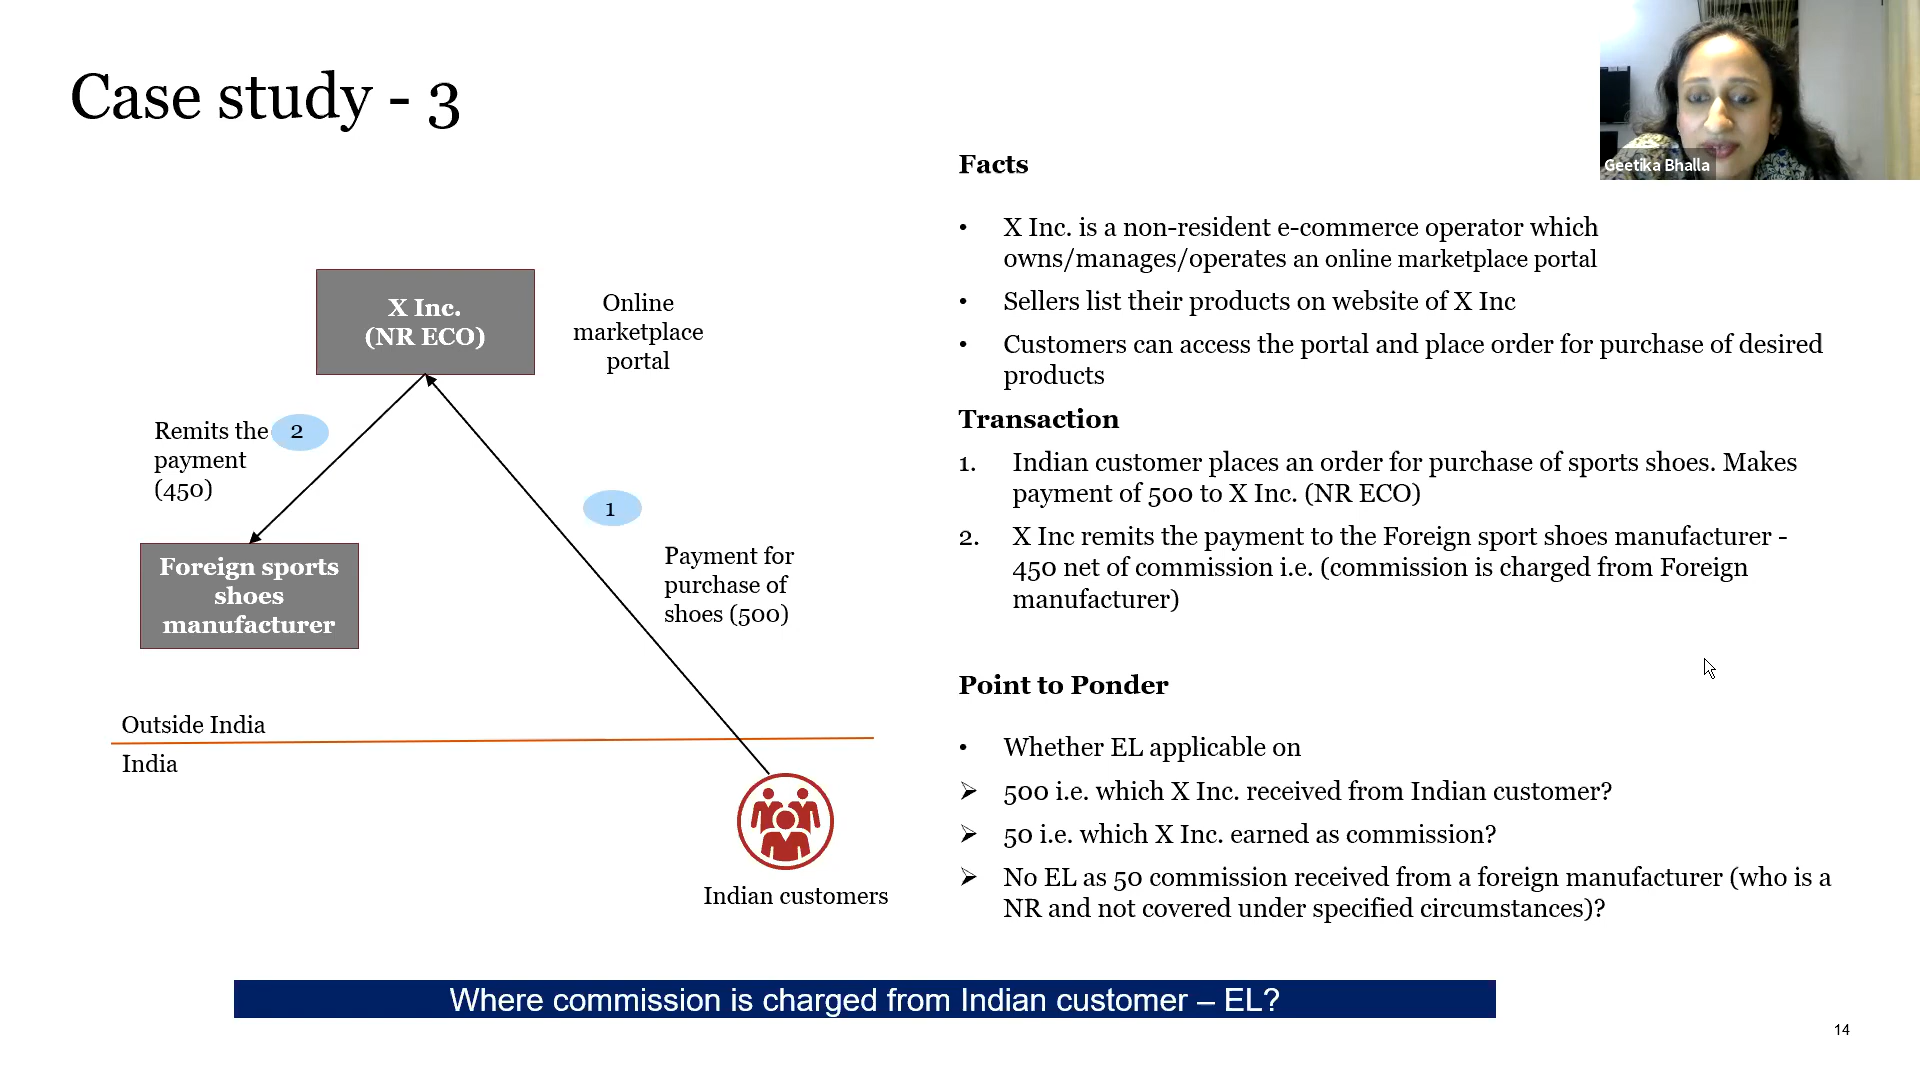 Case study - 3
Geetika Bhalla
X Inc.
(NR ECO)
Online
marketplace
portal
Remits the
payment
(450)
2
1
Payment for
purchase of
shoes (500)
Foreign sports
shoes
manufacturer
Outside India
India
Indian customers
Facts
• X Inc. is a non-resident e-commerce operator which
owns/manages/operates an online marketplace portal
• Sellers list their products on website of X Inc
• Customers can access the portal and place order for purchase of desired
products
Transaction
1. Indian customer places an order for purchase of sports shoes. Makes
payment of 500 to X Inc. (NR ECO)
2. X Inc remits the payment to the Foreign sport shoes manufacturer -
450 net of commission i.e. (commission is charged from Foreign
manufacturer)
Point to Ponder
• Whether EL applicable on
➢ 500 i.e. which X Inc. received from Indian customer?
➢ 50 i.e. which X Inc. earned as commission?
➢ No EL as 50 commission received from a foreign manufacturer (who is a
NR and not covered under specified circumstances)?
Where commission is charged from Indian customer – EL?
14